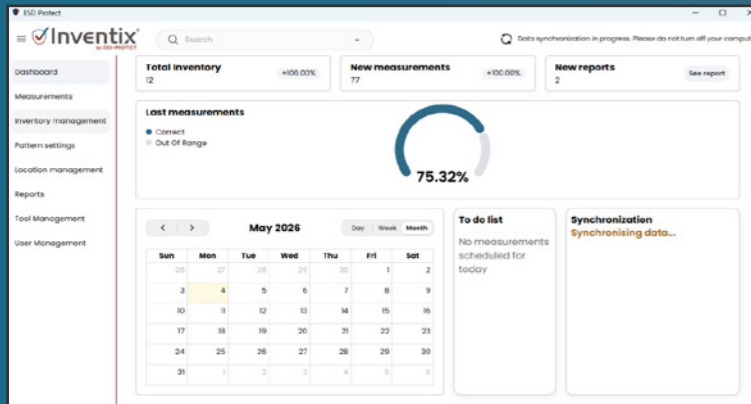 ESD Protect
Inventix
by ESD-PROTECT
Search
Data synchronization in progress. Please do not turn off your comput
Dashboard
Measurements
Inventory management
Pattern settings
Location management
Reports
Tool Management
User Management
Total Inventory
12
+100.00%
New measurements
77
+100.00%
New reports
2
See report
Last measurements
Correct
Out Of Range
75.32%
May 2026
Day Week Month
Sun Mon Tue Wed Thu Fri Sat
26 27 28 29 30 1 2
3 4 5 6 7 8 9
10 11 12 13 14 15 16
17 18 19 20 21 22 23
24 25 26 27 28 29 30
31 1 2 3 4 5 6
To do list
No measurements
scheduled for
today
Synchronization
Synchronising data...